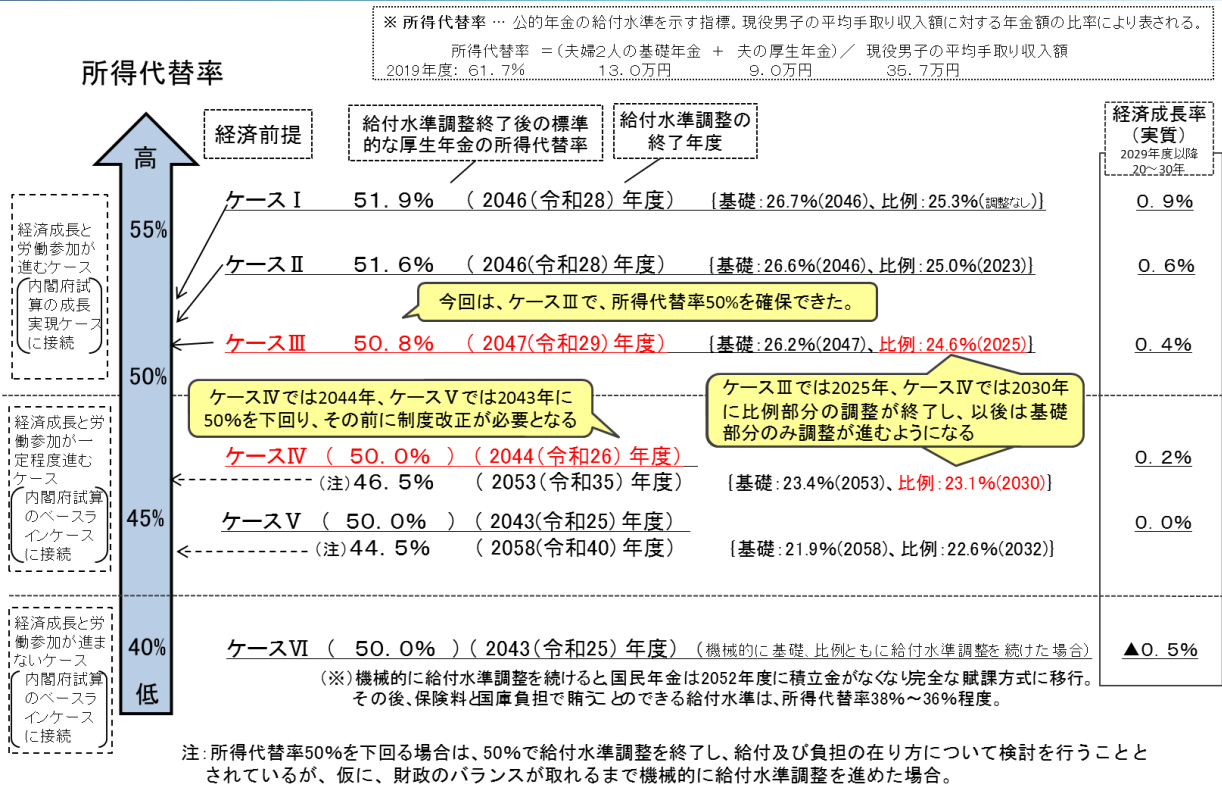 ※ 所得代替率 … 公的年金の給付水準を示す指標。現役男子の平均手取り収入額に対する年金額の比率により表される。
所得代替率 ＝(夫婦2人の基礎年金 ＋ 夫の厚生年金)／ 現役男子の平均手取り収入額
2019年度: 61.7% 13.0万円 9.0万円 35.7万円
所得代替率
高
55%
50%
45%
40%
低
経済前提
給付水準調整終了後の標準
的な厚生年金の所得代替率
給付水準調整の
終了年度
経済成長率
(実質)
2029年度以降
20～30年
経済成長と
労働参加が
進むケース
内閣府試
算の成長
実現ケース
に接続
ケースⅠ 51.9% ( 2046(令和28) 年度) {基礎:26.7%(2046)、比例:25.3%(調整なし)} 0.9%
ケースⅡ 51.6% ( 2046(令和28) 年度) {基礎:26.6%(2046)、比例:25.0%(2023)} 0.6%
今回は、ケースⅢで、所得代替率50%を確保できた。
ケースⅢ 50.8% ( 2047(令和29) 年度) {基礎:26.2%(2047)、比例:24.6%(2025)} 0.4%
ケースⅣでは2044年、ケースⅤでは2043年に
50%を下回り、その前に制度改正が必要となる
ケースⅢでは2025年、ケースⅣでは2030年
に比例部分の調整が終了し、以後は基礎
部分のみ調整が進むようになる
経済成長と労
働参加が一
定程度進む
ケース
内閣府試算
のベースラ
インケース
に接続
ケースⅣ ( 50.0% ) ( 2044(令和26) 年度) 0.2%
(注)46.5% ( 2053(令和35) 年度) {基礎:23.4%(2053)、比例:23.1%(2030)}
ケースⅤ ( 50.0% ) ( 2043(令和25) 年度) 0.0%
(注)44.5% ( 2058(令和40) 年度) {基礎:21.9%(2058)、比例:22.6%(2032)}
経済成長と労
働参加が進ま
ないケース
内閣府試算
のベースラ
インケース
に接続
ケースⅥ ( 50.0% ) ( 2043(令和25) 年度) (機械的に基礎、比例ともに給付水準調整を続けた場合) ▲0.5%
(※) 機械的に給付水準調整を続けると国民年金は2052年度に積立金がなくなり完全な賦課方式に移行。
その後、保険料と国庫負担で賄うことのできる給付水準は、所得代替率38%～36%程度。
注:所得代替率50%を下回る場合は、50%で給付水準調整を終了し、給付及び負担の在り方について検討を行うことと
されているが、仮に、財政のバランスが取れるまで機械的に給付水準調整を進めた場合。